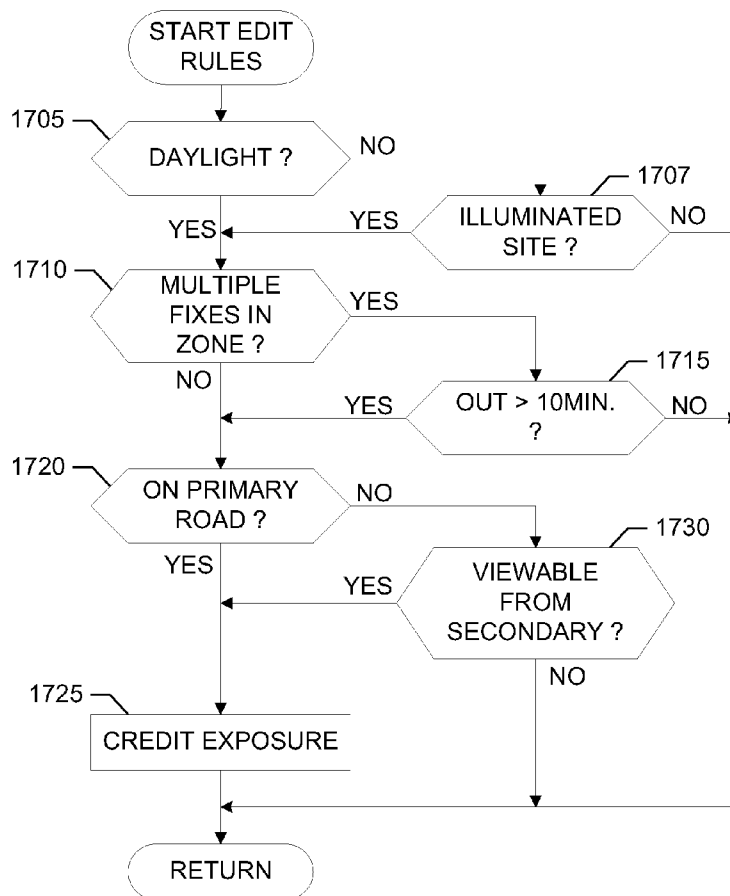 START EDIT
RULES
1705
DAYLIGHT ?
NO
1707
YES
YES
ILLUMINATED
SITE ?
NO
1710
MULTIPLE
FIXES IN
ZONE ?
YES
NO
1715
YES
OUT > 10MIN.
?
NO
1720
ON PRIMARY
ROAD ?
NO
1730
YES
YES
VIEWABLE
FROM
SECONDARY ?
NO
1725
CREDIT EXPOSURE
RETURN